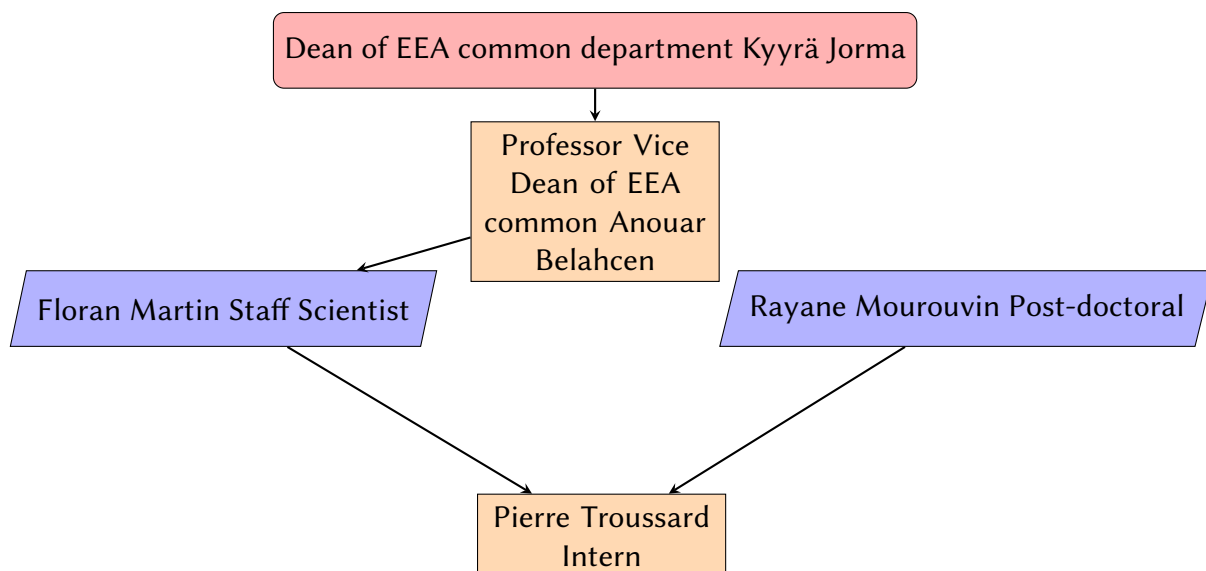 Dean of EEA common department Kyyrä Jorma
Professor Vice
Dean of EEA
common Anouar
Belahcen
Floran Martin Staff Scientist
Rayane Mourouvin Post-doctoral
Pierre Troussard
Intern